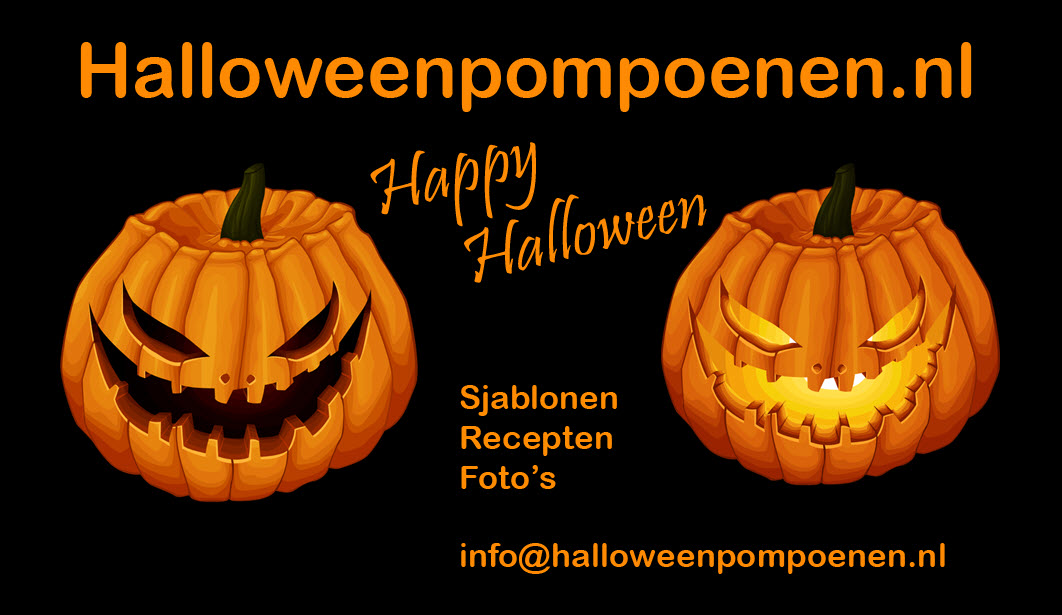 Halloweenpompoenen.nl
Happy
Halloween
Sjablonen
Recepten
Foto’s
info@halloweenpompoenen.nl